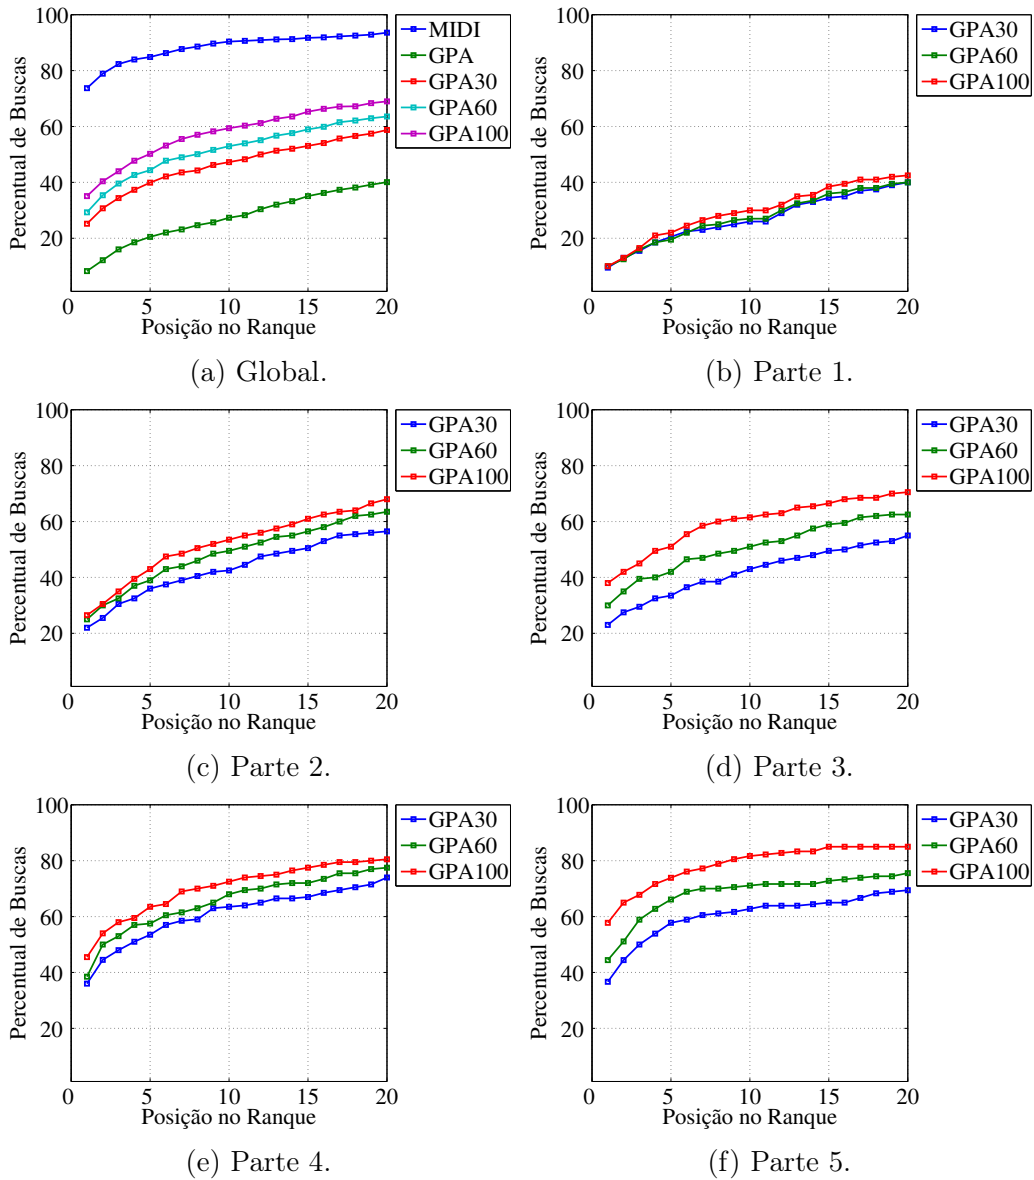 100
80
60
40
20
0
5
10
15
20
Percentual de Buscas
Posição no Ranque
MIDI
GPA
GPA30
GPA60
GPA100
(a) Global.
100
80
60
40
20
0
5
10
15
20
Percentual de Buscas
Posição no Ranque
GPA30
GPA60
GPA100
(b) Parte 1.
100
80
60
40
20
0
5
10
15
20
Percentual de Buscas
Posição no Ranque
GPA30
GPA60
GPA100
(c) Parte 2.
100
80
60
40
20
0
5
10
15
20
Percentual de Buscas
Posição no Ranque
GPA30
GPA60
GPA100
(d) Parte 3.
100
80
60
40
20
0
5
10
15
20
Percentual de Buscas
Posição no Ranque
GPA30
GPA60
GPA100
(e) Parte 4.
100
80
60
40
20
0
5
10
15
20
Percentual de Buscas
Posição no Ranque
GPA30
GPA60
GPA100
(f) Parte 5.